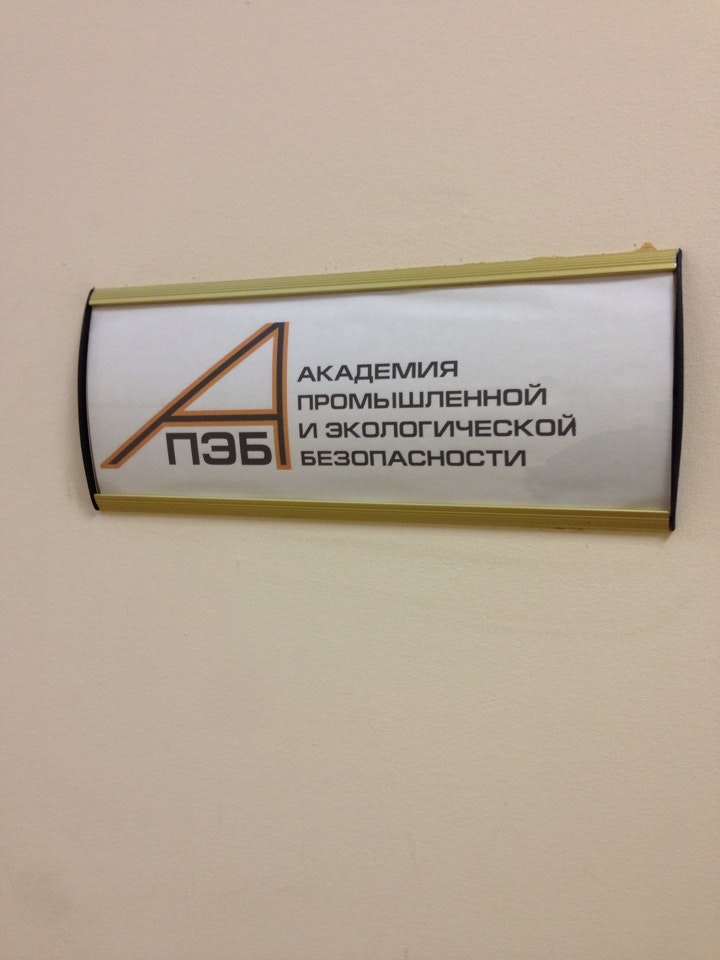 А
ПЭБ
АКАДЕМИЯ
ПРОМЫШЛЕННОЙ
И ЭКОЛОГИЧЕСКОЙ
БЕЗОПАСНОСТИ